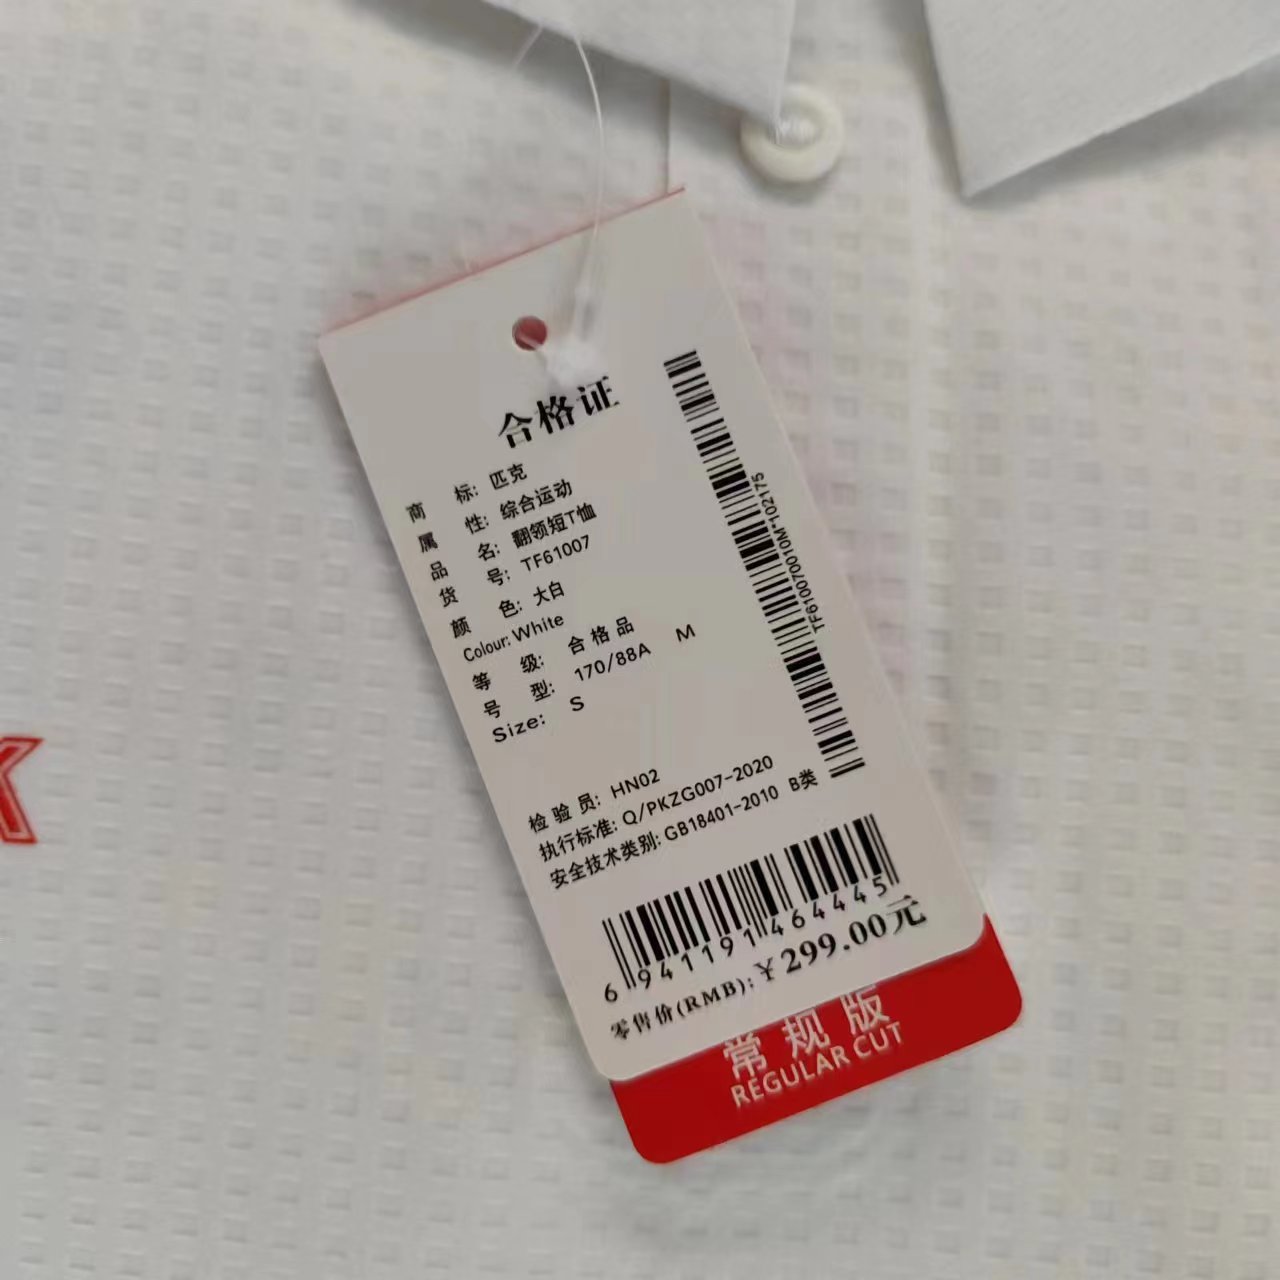 合格证
商 标: 匹克
属 性: 综合运动
品 名: 翻领短T恤
货 号: TF61007
颜 色: 大白
Colour: White
等 级: 合格品
号 型: 170/88A M
Size: S
检验员: HN02
执行标准: Q/PKZG007-2020
安全技术类别: GB18401-2010 B类
TF610070010M*102175
6 941191 464445
零售价(RMB): ¥299.00元
常规版
REGULAR CUT
K